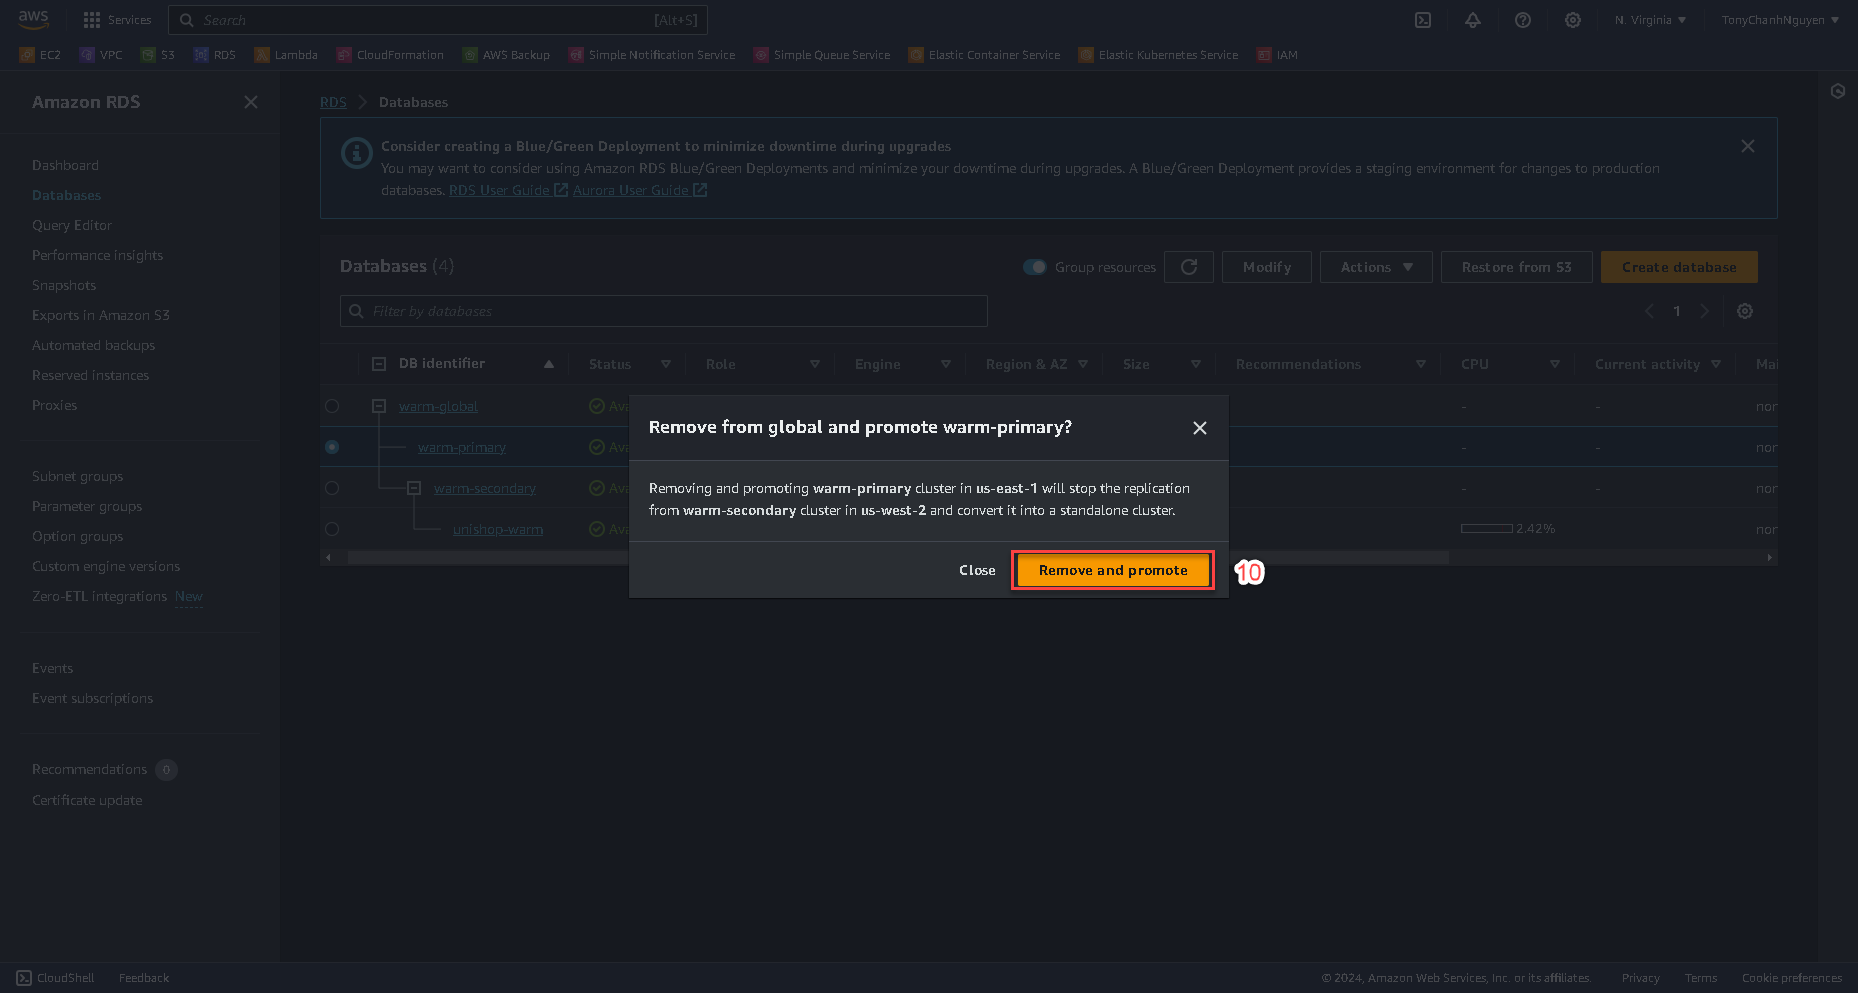 aws
Services
Search
[Alt+S]
N. Virginia
TonyChanhNguyen
EC2
VPC
S3
RDS
Lambda
CloudFormation
AWS Backup
Simple Notification Service
Simple Queue Service
Elastic Container Service
Elastic Kubernetes Service
IAM
Amazon RDS
Dashboard
Databases
Query Editor
Performance insights
Snapshots
Exports in Amazon S3
Automated backups
Reserved instances
Proxies
Subnet groups
Parameter groups
Option groups
Custom engine versions
Zero-ETL integrations New
Events
Event subscriptions
Recommendations 0
Certificate update
RDS > Databases
Consider creating a Blue/Green Deployment to minimize downtime during upgrades
You may want to consider using Amazon RDS Blue/Green Deployments and minimize your downtime during upgrades. A Blue/Green Deployment provides a staging environment for changes to production
databases. RDS User Guide Aurora User Guide
Databases (4)
Group resources
Modify
Actions
Restore from S3
Create database
Filter by databases
1
DB identifier
Status
Role
Engine
Region & AZ
Size
Recommendations
CPU
Current activity
Mai
warm-global
Ava
-
-
nor
warm-primary
Ava
-
-
nor
warm-secondary
Ava
-
-
nor
unishop-warm
Ava
2.42%
nor
Remove from global and promote warm-primary?
Removing and promoting warm-primary cluster in us-east-1 will stop the replication
from warm-secondary cluster in us-west-2 and convert it into a standalone cluster.
Close
Remove and promote
10
CloudShell
Feedback
© 2024, Amazon Web Services, Inc. or its affiliates.
Privacy
Terms
Cookie preferences